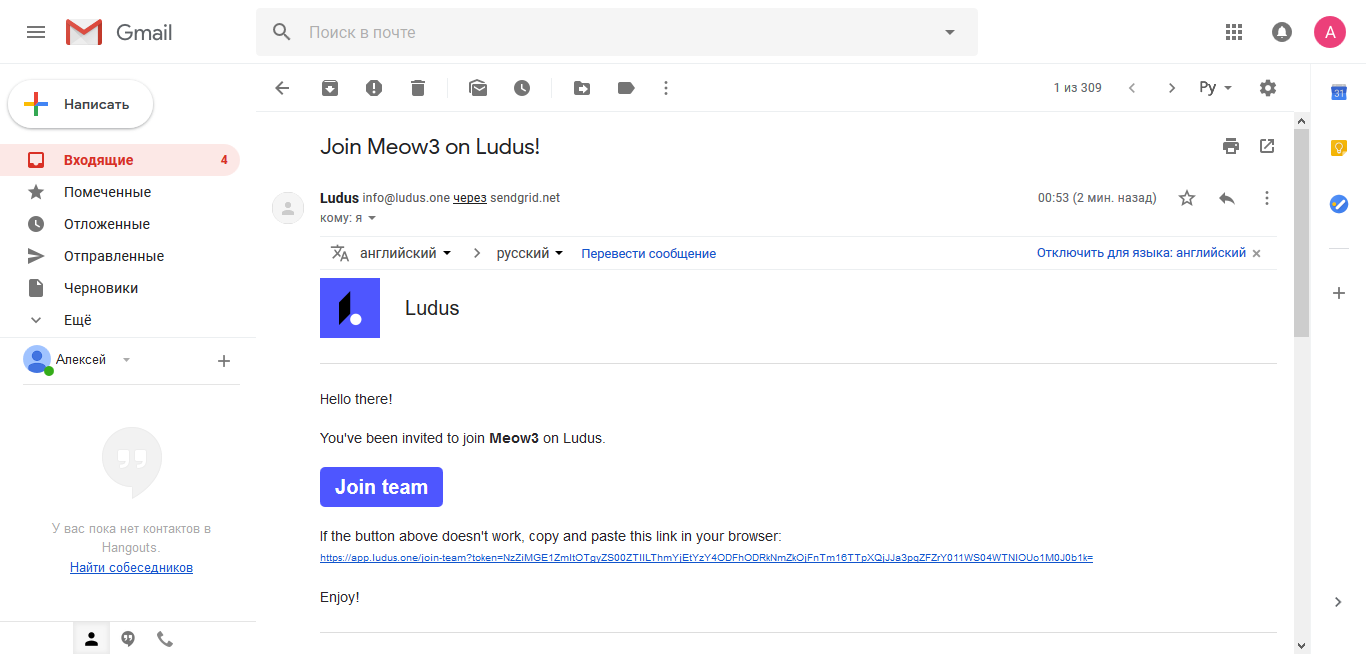 Gmail
Поиск в почте
А
Написать
1 из 309
Ру
31
Входящие 4
Помеченные
Отложенные
Отправленные
Черновики
Ещё
Алексей
У вас пока нет контактов в
Hangouts.
Найти собеседников
Join Meow3 on Ludus!
Ludus info@ludus.one через sendgrid.net
00:53 (2 мин. назад)
кому: я
английский > русский Перевести сообщение
Отключить для языка: английский ×
Ludus
Hello there!
You've been invited to join Meow3 on Ludus.
Join team
If the button above doesn't work, copy and paste this link in your browser:
https://app.ludus.one/join-team?token=
Enjoy!